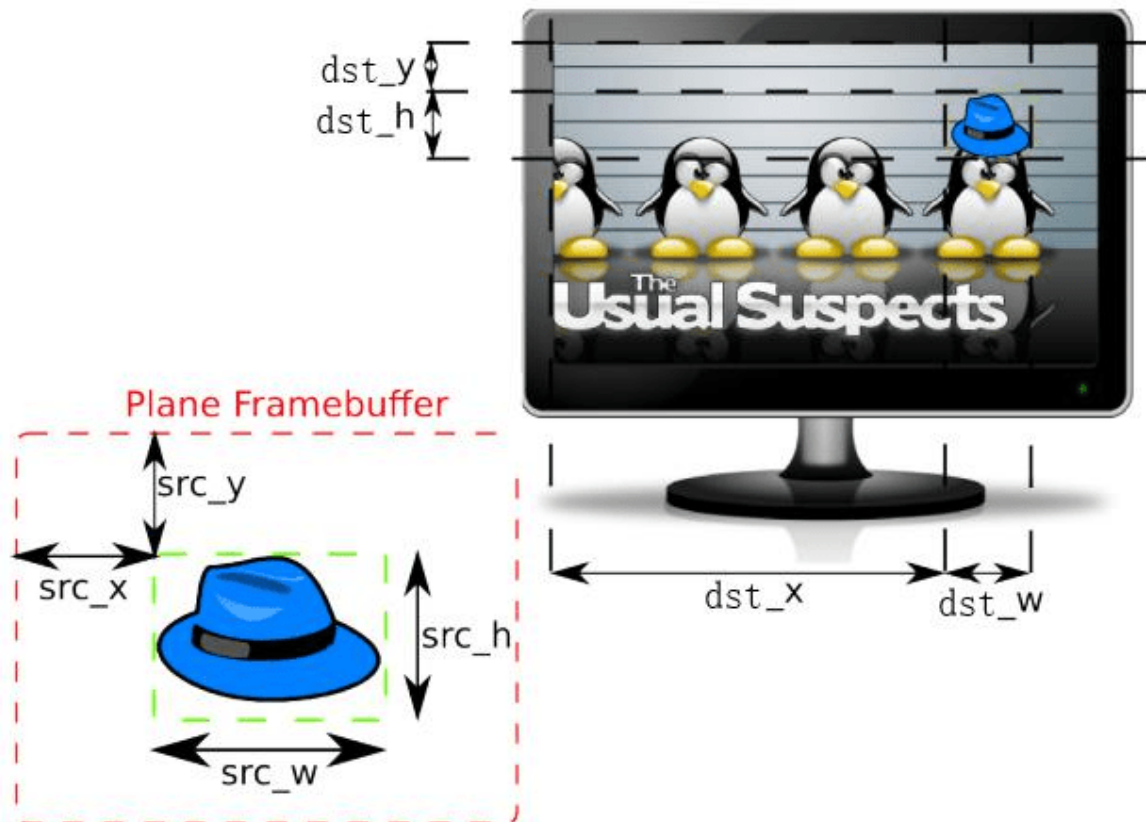 dst_y
dst_h
The
Usual Suspects
Plane Framebuffer
src_y
src_x
src_h
src_w
dst_x
dst_w